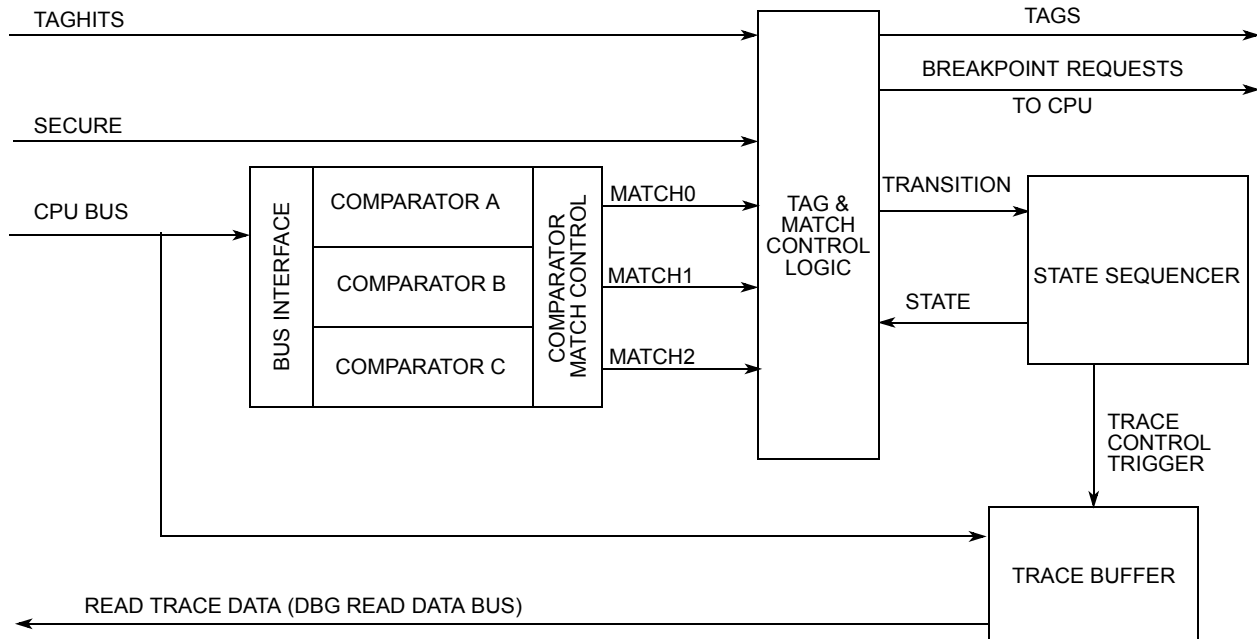 TAGHITS
TAGS
BREAKPOINT REQUESTS
TO CPU
SECURE
CPU BUS
BUS INTERFACE
COMPARATOR A
COMPARATOR B
COMPARATOR C
COMPARATOR
MATCH CONTROL
MATCH0
MATCH1
MATCH2
TAG &
MATCH
CONTROL
LOGIC
TRANSITION
STATE
STATE SEQUENCER
TRACE
CONTROL
TRIGGER
TRACE BUFFER
READ TRACE DATA (DBG READ DATA BUS)